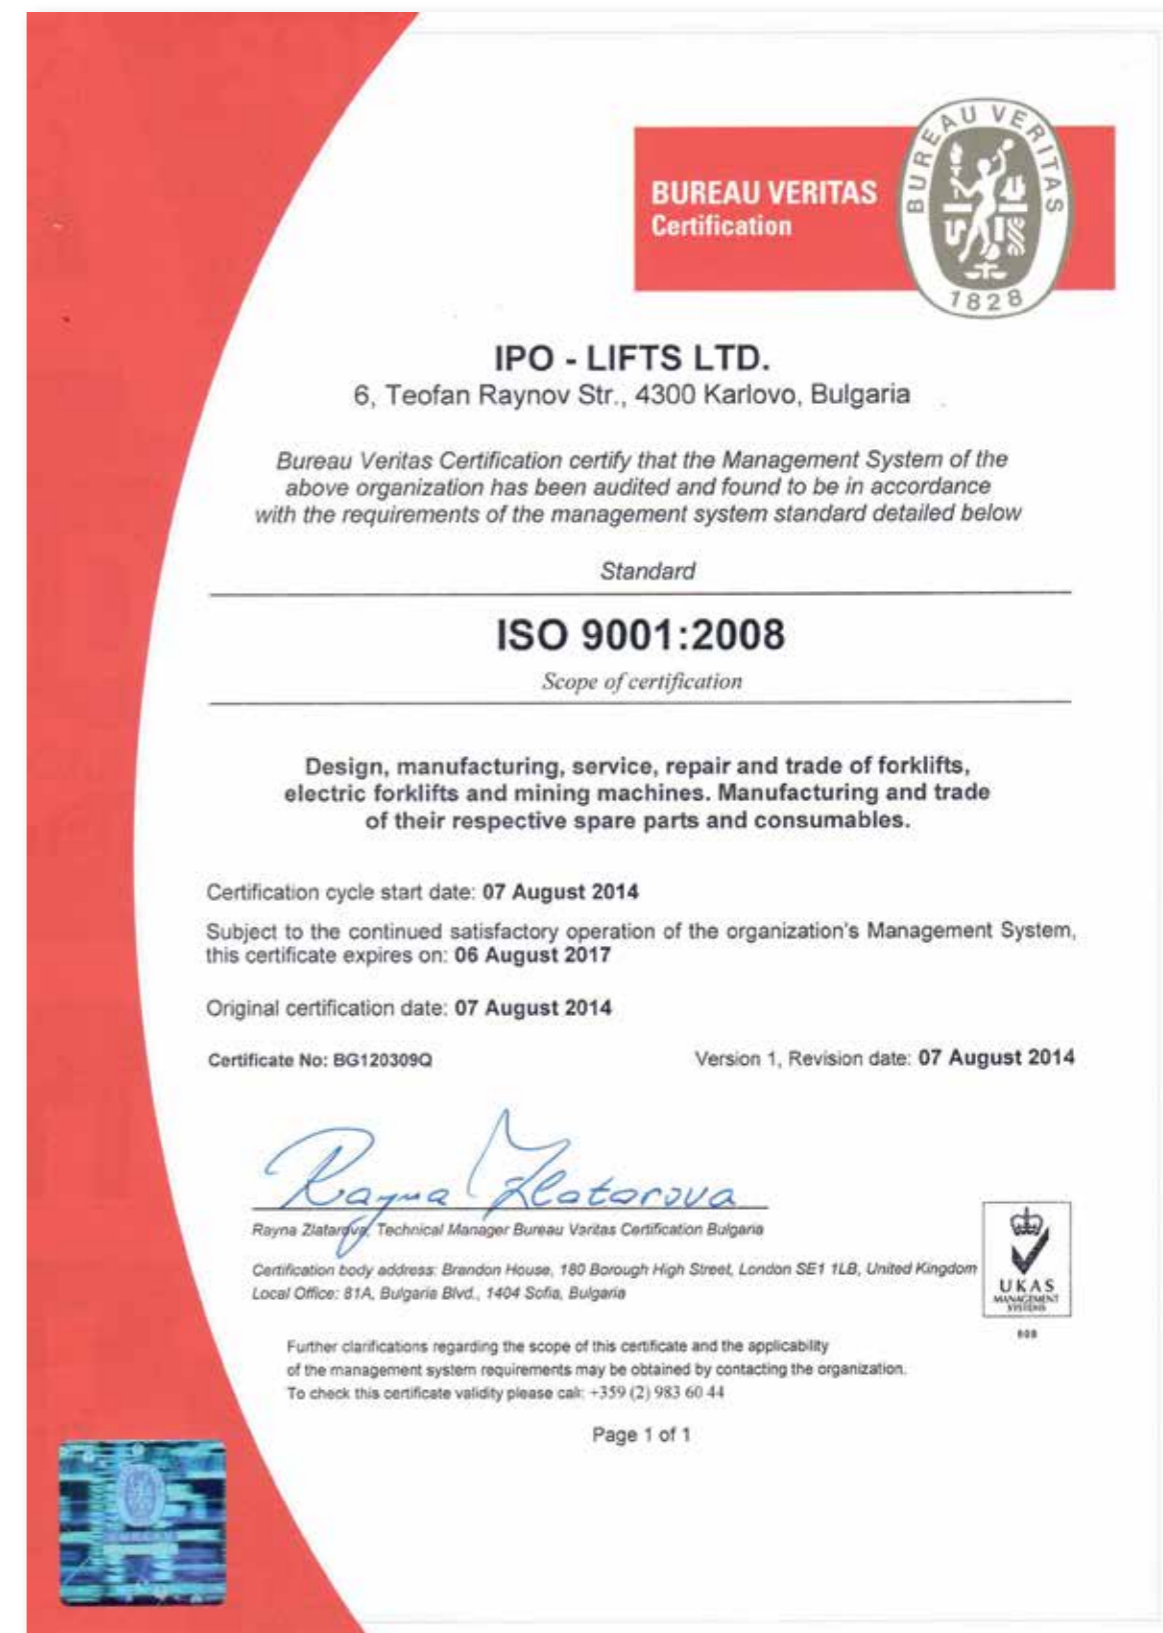 BUREAU VERITAS
Certification
BUREAU VERITAS
1828
IPO - LIFTS LTD.
6, Teofan Raynov Str., 4300 Karlovo, Bulgaria
Bureau Veritas Certification certify that the Management System of the
above organization has been audited and found to be in accordance
with the requirements of the management system standard detailed below
Standard
ISO 9001:2008
Scope of certification
Design, manufacturing, service, repair and trade of forklifts,
electric forklifts and mining machines. Manufacturing and trade
of their respective spare parts and consumables.
Certification cycle start date: 07 August 2014
Subject to the continued satisfactory operation of the organization's Management System,
this certificate expires on: 06 August 2017
Original certification date: 07 August 2014
Certificate No: BG120309Q
Version 1, Revision date: 07 August 2014
Rayna Zlatarova
Rayna Zlatarova, Technical Manager Bureau Varitas Certification Bulgaria
Certification body address: Brandon House, 180 Borough High Street, London SE1 1LB, United Kingdom
Local Office: 81A, Bulgaria Blvd., 1404 Sofia, Bulgaria
UKAS
MANAGEMENT
SYSTEMS
008
Further clarifications regarding the scope of this certificate and the applicability
of the management system requirements may be obtained by contacting the organization.
To check this certificate validity please call: +359 (2) 983 60 44
Page 1 of 1